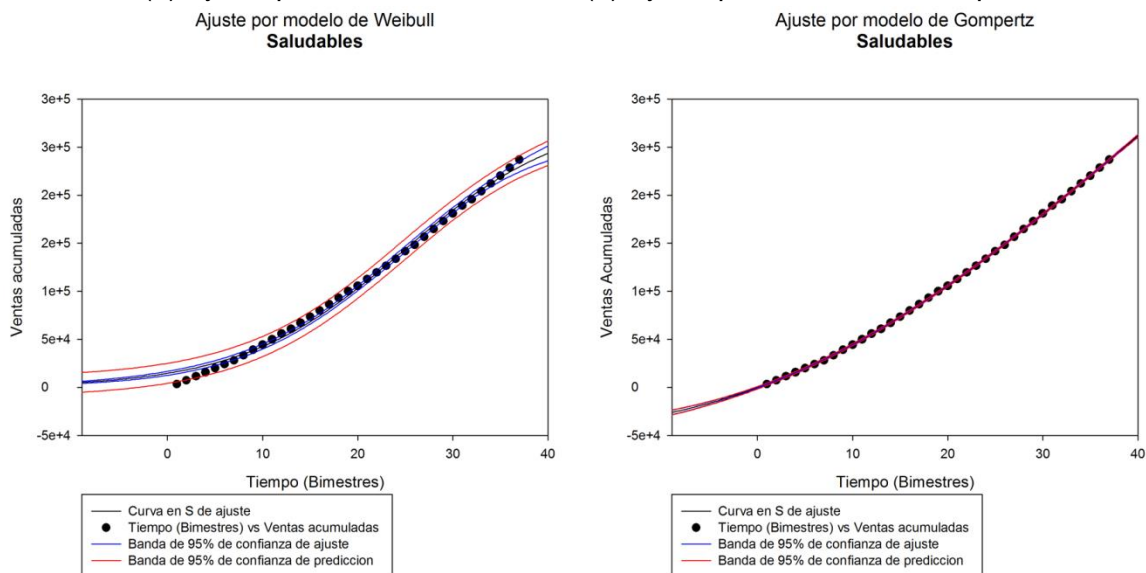 Ajuste por modelo de Weibull
Saludables
3e+5
3e+5
2e+5
2e+5
1e+5
5e+4
0
-5e+4
Ventas acumuladas
0
10
20
30
40
Tiempo (Bimestres)
Curva en S de ajuste
Tiempo (Bimestres) vs Ventas acumuladas
Banda de 95% de confianza de ajuste
Banda de 95% de confianza de prediccion
Ajuste por modelo de Gompertz
Saludables
3e+5
3e+5
2e+5
2e+5
1e+5
5e+4
0
-5e+4
Ventas Acumuladas
0
10
20
30
40
Tiempo (Bimestres)
Curva en S de ajuste
Tiempo (Bimestres) vs Ventas acumuladas
Banda de 95% de confianza de ajuste
Banda de 95% de confianza de prediccion